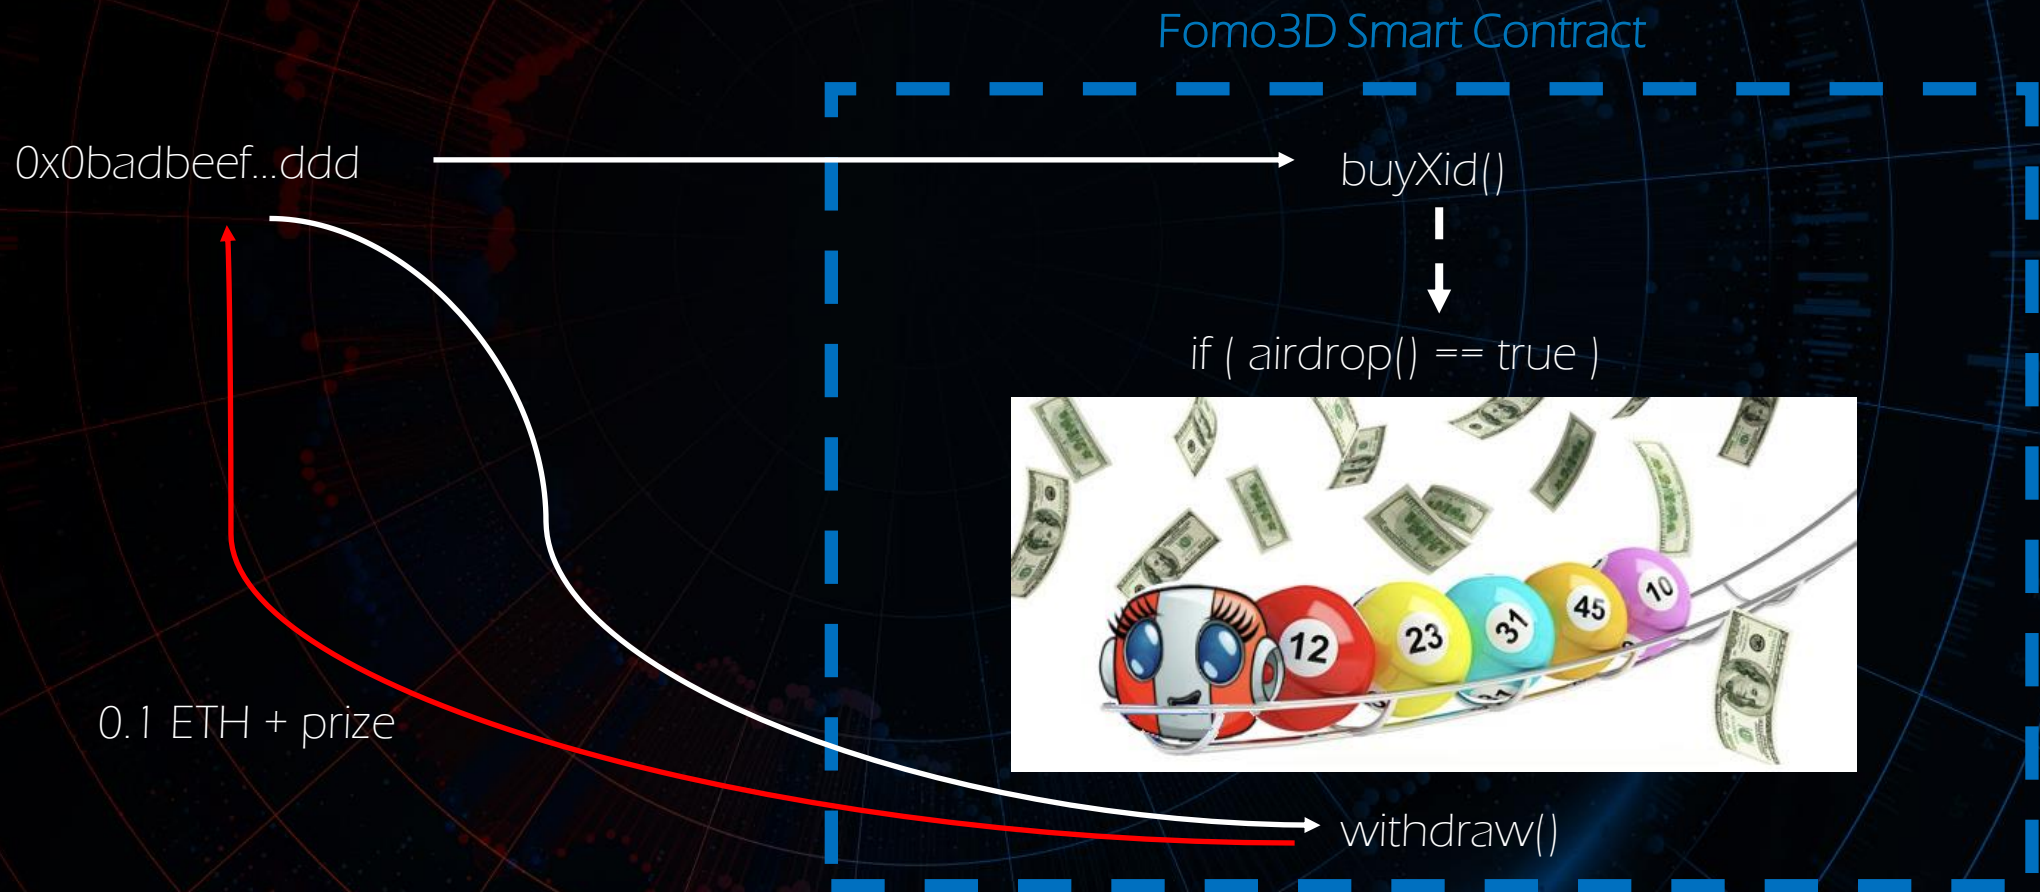 Fomo3D Smart Contract
0x0badbeef...ddd
buyXid()
if ( airdrop() == true )
12
23
31
45
10
0.1 ETH + prize
withdraw()